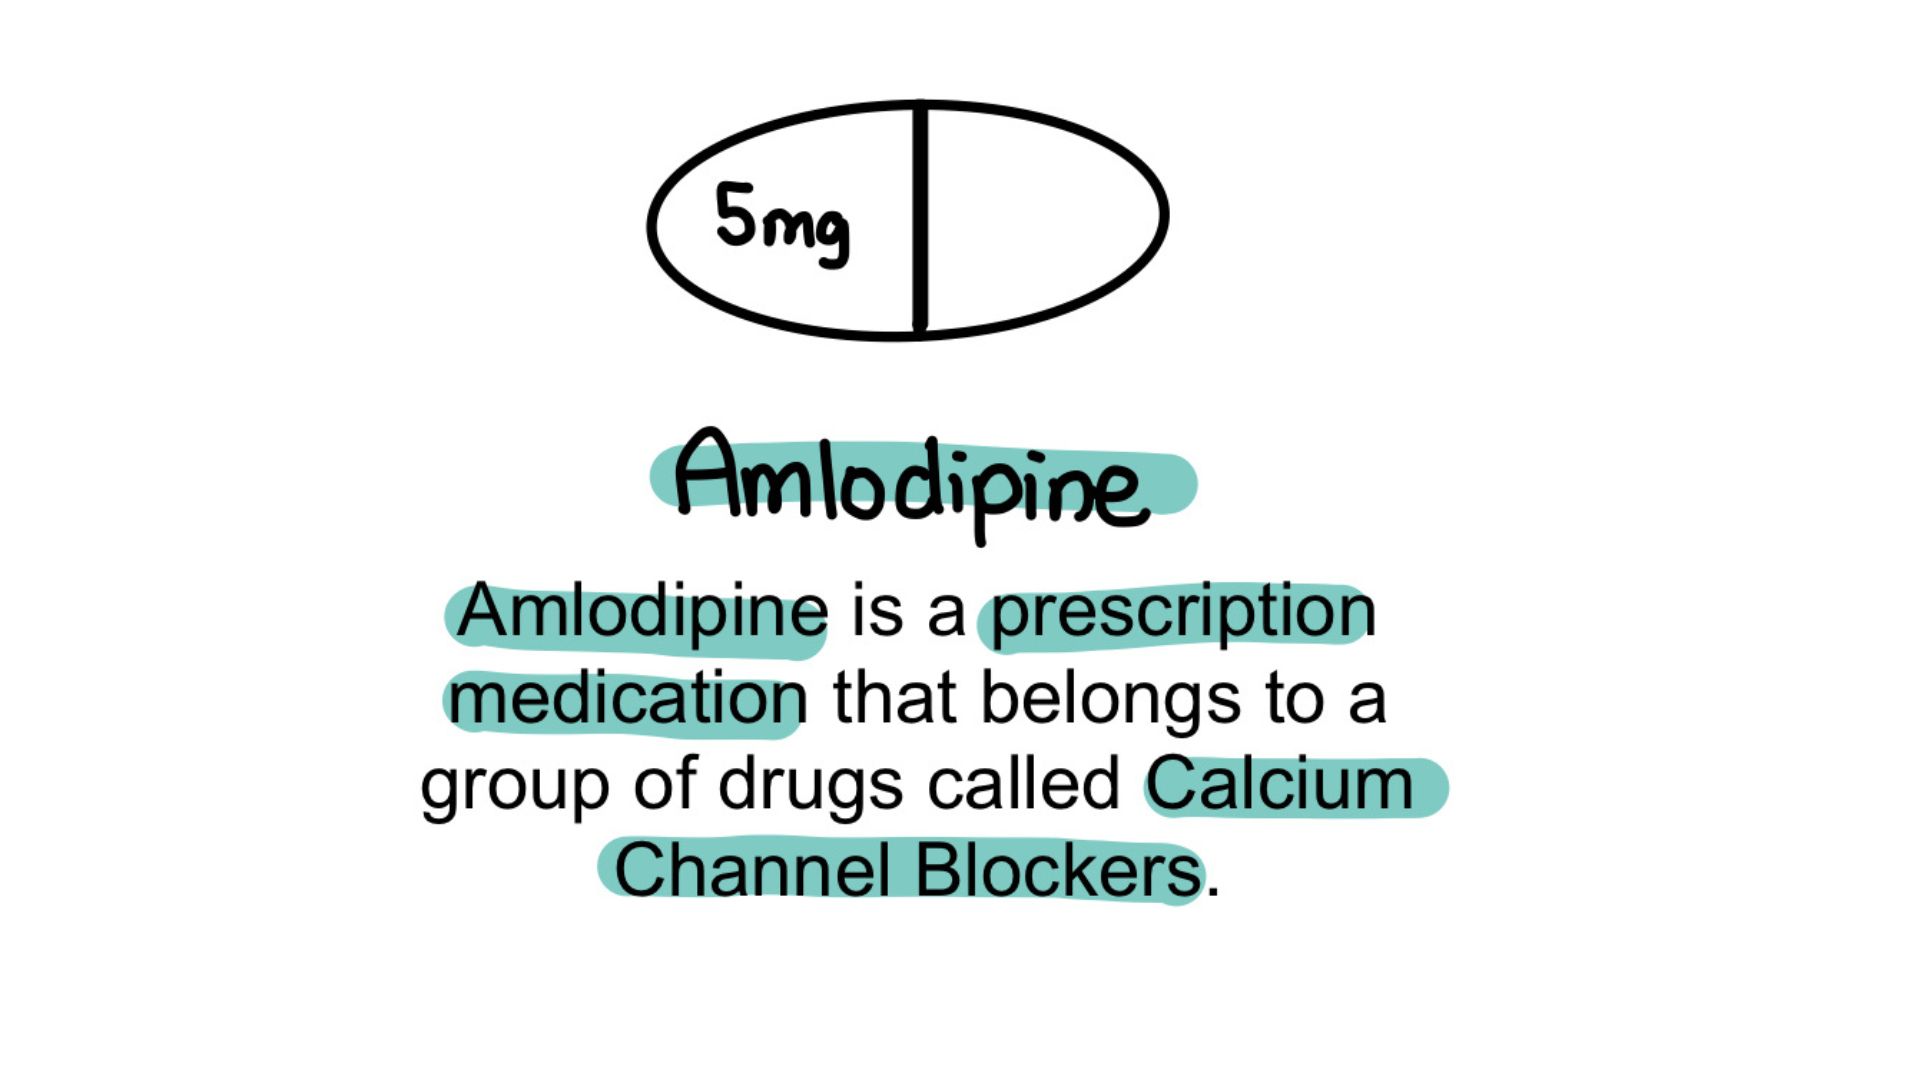 5mg
Amlodipine
Amlodipine is a prescription
medication that belongs to a
group of drugs called Calcium
Channel Blockers.